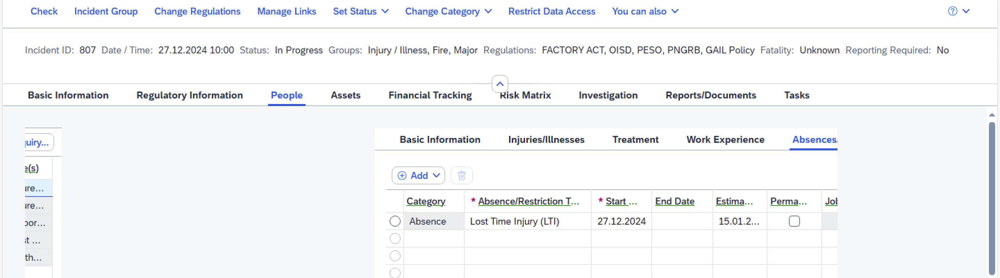 Check Incident Group Change Regulations Manage Links Set Status Change Category Restrict Data Access You can also
Incident ID: 807 Date / Time: 27.12.2024 10:00 Status: In Progress Groups: Injury / Illness, Fire, Major Regulations: FACTORY ACT, OISD, PESO, PNGRB, GAIL Policy Fatality: Unknown Reporting Required: No
Basic Information Regulatory Information People Assets Financial Tracking Risk Matrix Investigation Reports/Documents Tasks
quiry...
e(s)
ure...
ure...
por...
st ...
th...
Basic Information Injuries/Illnesses Treatment Work Experience Absences/
Add
Category * Absence/Restriction T... * Start ... End Date Estima... Perma... Job
Absence Lost Time Injury (LTI) 27.12.2024 15.01.2...